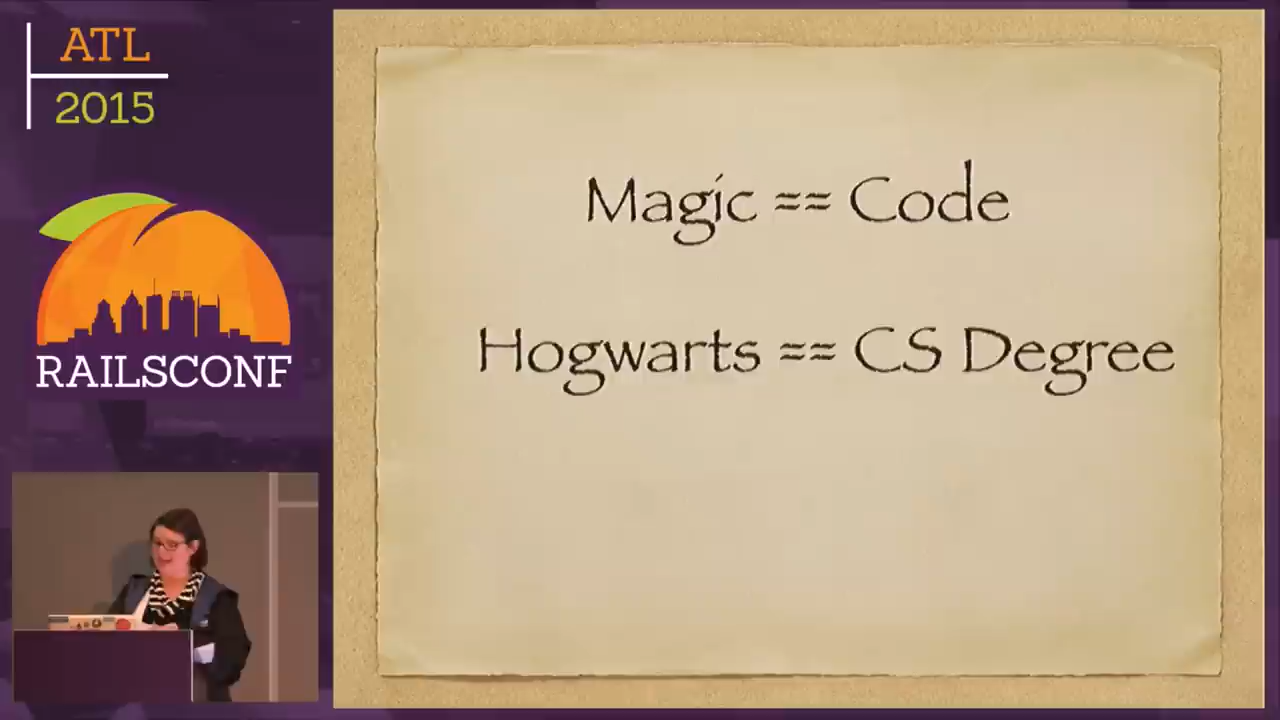 ATL
2015
RAILSCONF
Magic == Code
Hogwarts == CS Degree